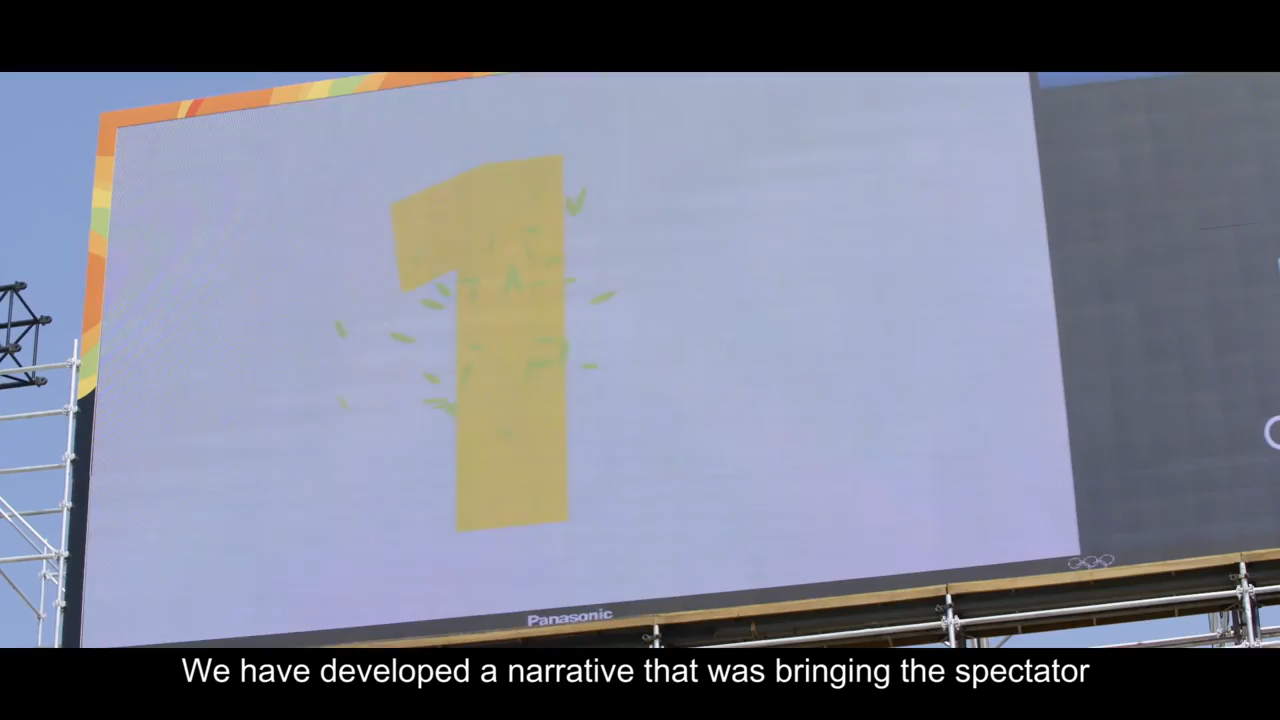 1
Panasonic
We have developed a narrative that was bringing the spectator